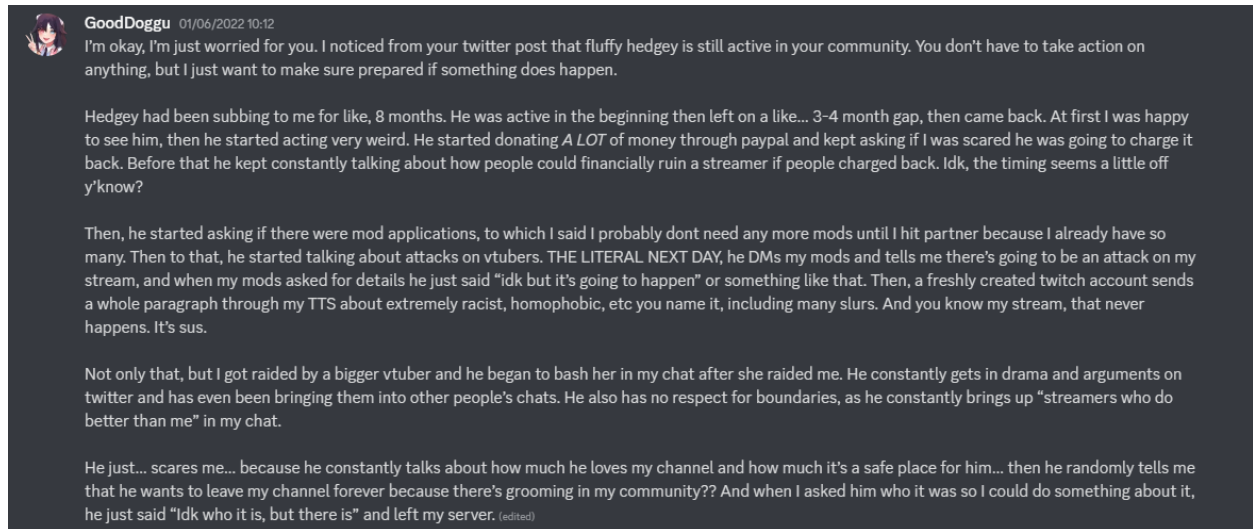 GoodDoggu 01/06/2022 10:12
I'm okay, I'm just worried for you. I noticed from your twitter post that fluffy hedgey is still active in your community. You don't have to take action on
anything, but I just want to make sure prepared if something does happen.
Hedgey had been subbing to me for like, 8 months. He was active in the beginning then left on a like... 3-4 month gap, then came back. At first I was happy
to see him, then he started acting very weird. He started donating A LOT of money through paypal and kept asking if I was scared he was going to charge it
back. Before that he kept constantly talking about how people could financially ruin a streamer if people charged back. Idk, the timing seems a little off
y'know?
Then, he started asking if there were mod applications, to which I said I probably dont need any more mods until I hit partner because I already have so
many. Then to that, he started talking about attacks on vtubers. THE LITERAL NEXT DAY, he DMs my mods and tells me there's going to be an attack on my
stream, and when my mods asked for details he just said "idk but it's going to happen" or something like that. Then, a freshly created twitch account sends
a whole paragraph through my TTS about extremely racist, homophobic, etc you name it, including many slurs. And you know my stream, that never
happens. It's sus.
Not only that, but I got raided by a bigger vtuber and he began to bash her in my chat after she raided me. He constantly gets in drama and arguments on
twitter and has even been bringing them into other people's chats. He also has no respect for boundaries, as he constantly brings up "streamers who do
better than me" in my chat.
He just... scares me... because he constantly talks about how much he loves my channel and how much it's a safe place for him... then he randomly tells me
that he wants to leave my channel forever because there's grooming in my community?? And when I asked him who it was so I could do something about it,
he just said "Idk who it is, but there is" and left my server. (edited)